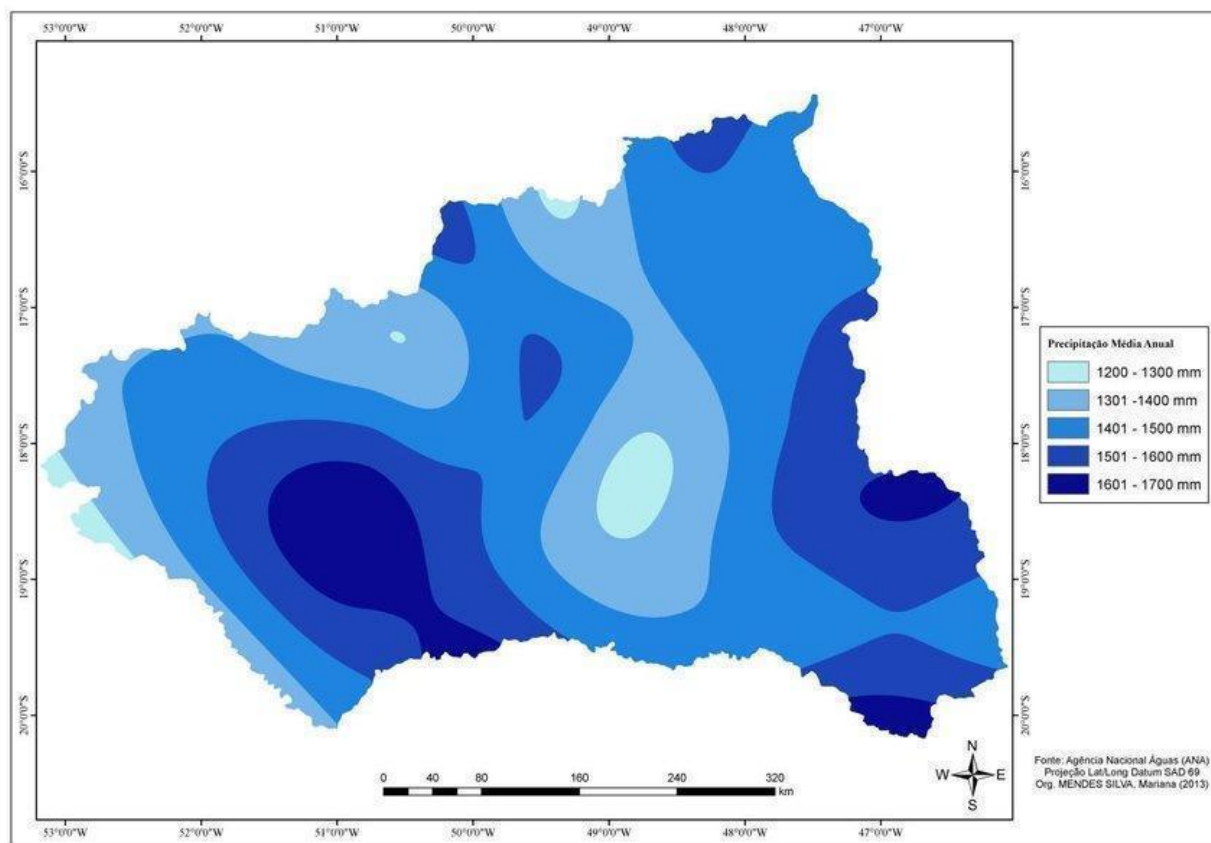 53°0'0"W 52°0'0"W 51°0'0"W 50°0'0"W 49°0'0"W 48°0'0"W 47°0'0"W
16°0'0"S 16°0'0"S
17°0'0"S 17°0'0"S
18°0'0"S 18°0'0"S
19°0'0"S 19°0'0"S
20°0'0"S 20°0'0"S
Precipitação Média Anual
1200 - 1300 mm
1301 -1400 mm
1401 - 1500 mm
1501 - 1600 mm
1601 - 1700 mm
N
W E
S
0 40 80 160 240 320
km
Fonte: Agência Nacional Águas (ANA)
Projeção Lat/Long Datum SAD 69
Org. MENDES SILVA, Mariana (2013)
53°0'0"W 52°0'0"W 51°0'0"W 50°0'0"W 49°0'0"W 48°0'0"W 47°0'0"W